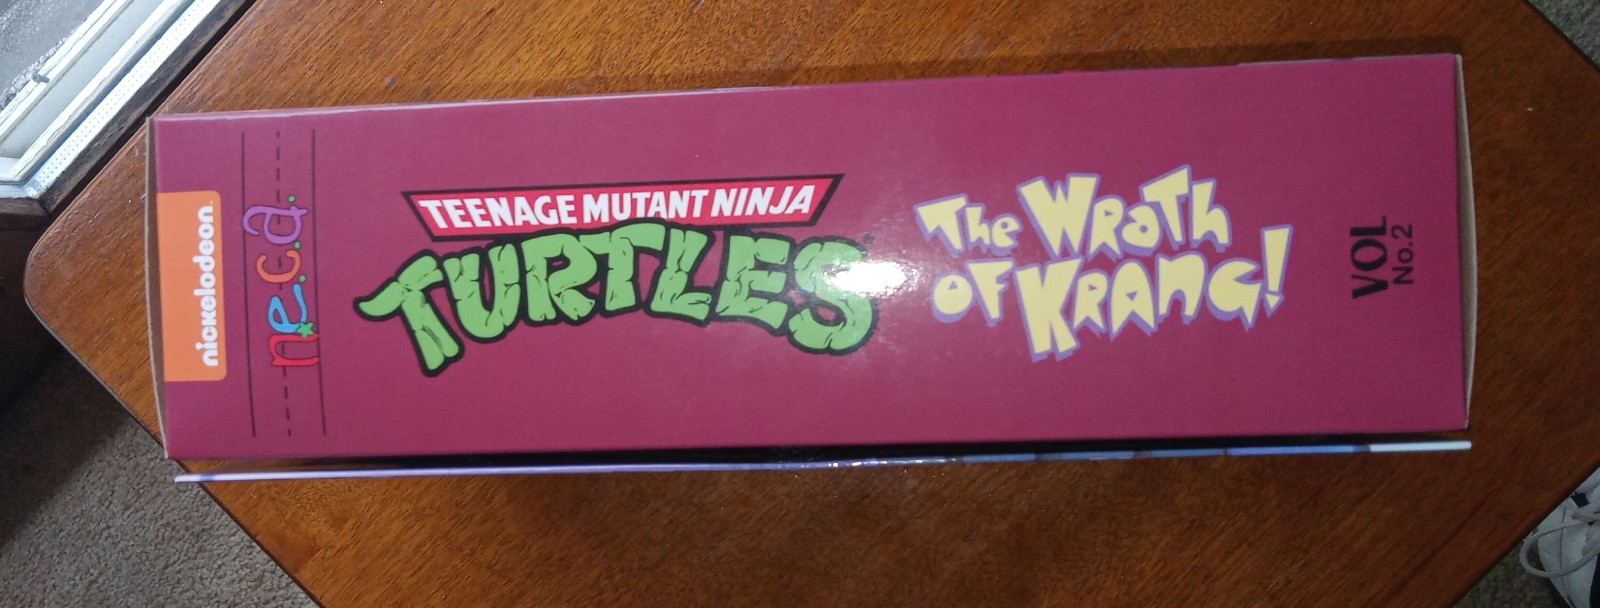 nickelodeon
neca
TEENAGE MUTANT NINJA
TURTLES
The WRath
of KRang!
VOL
No.2